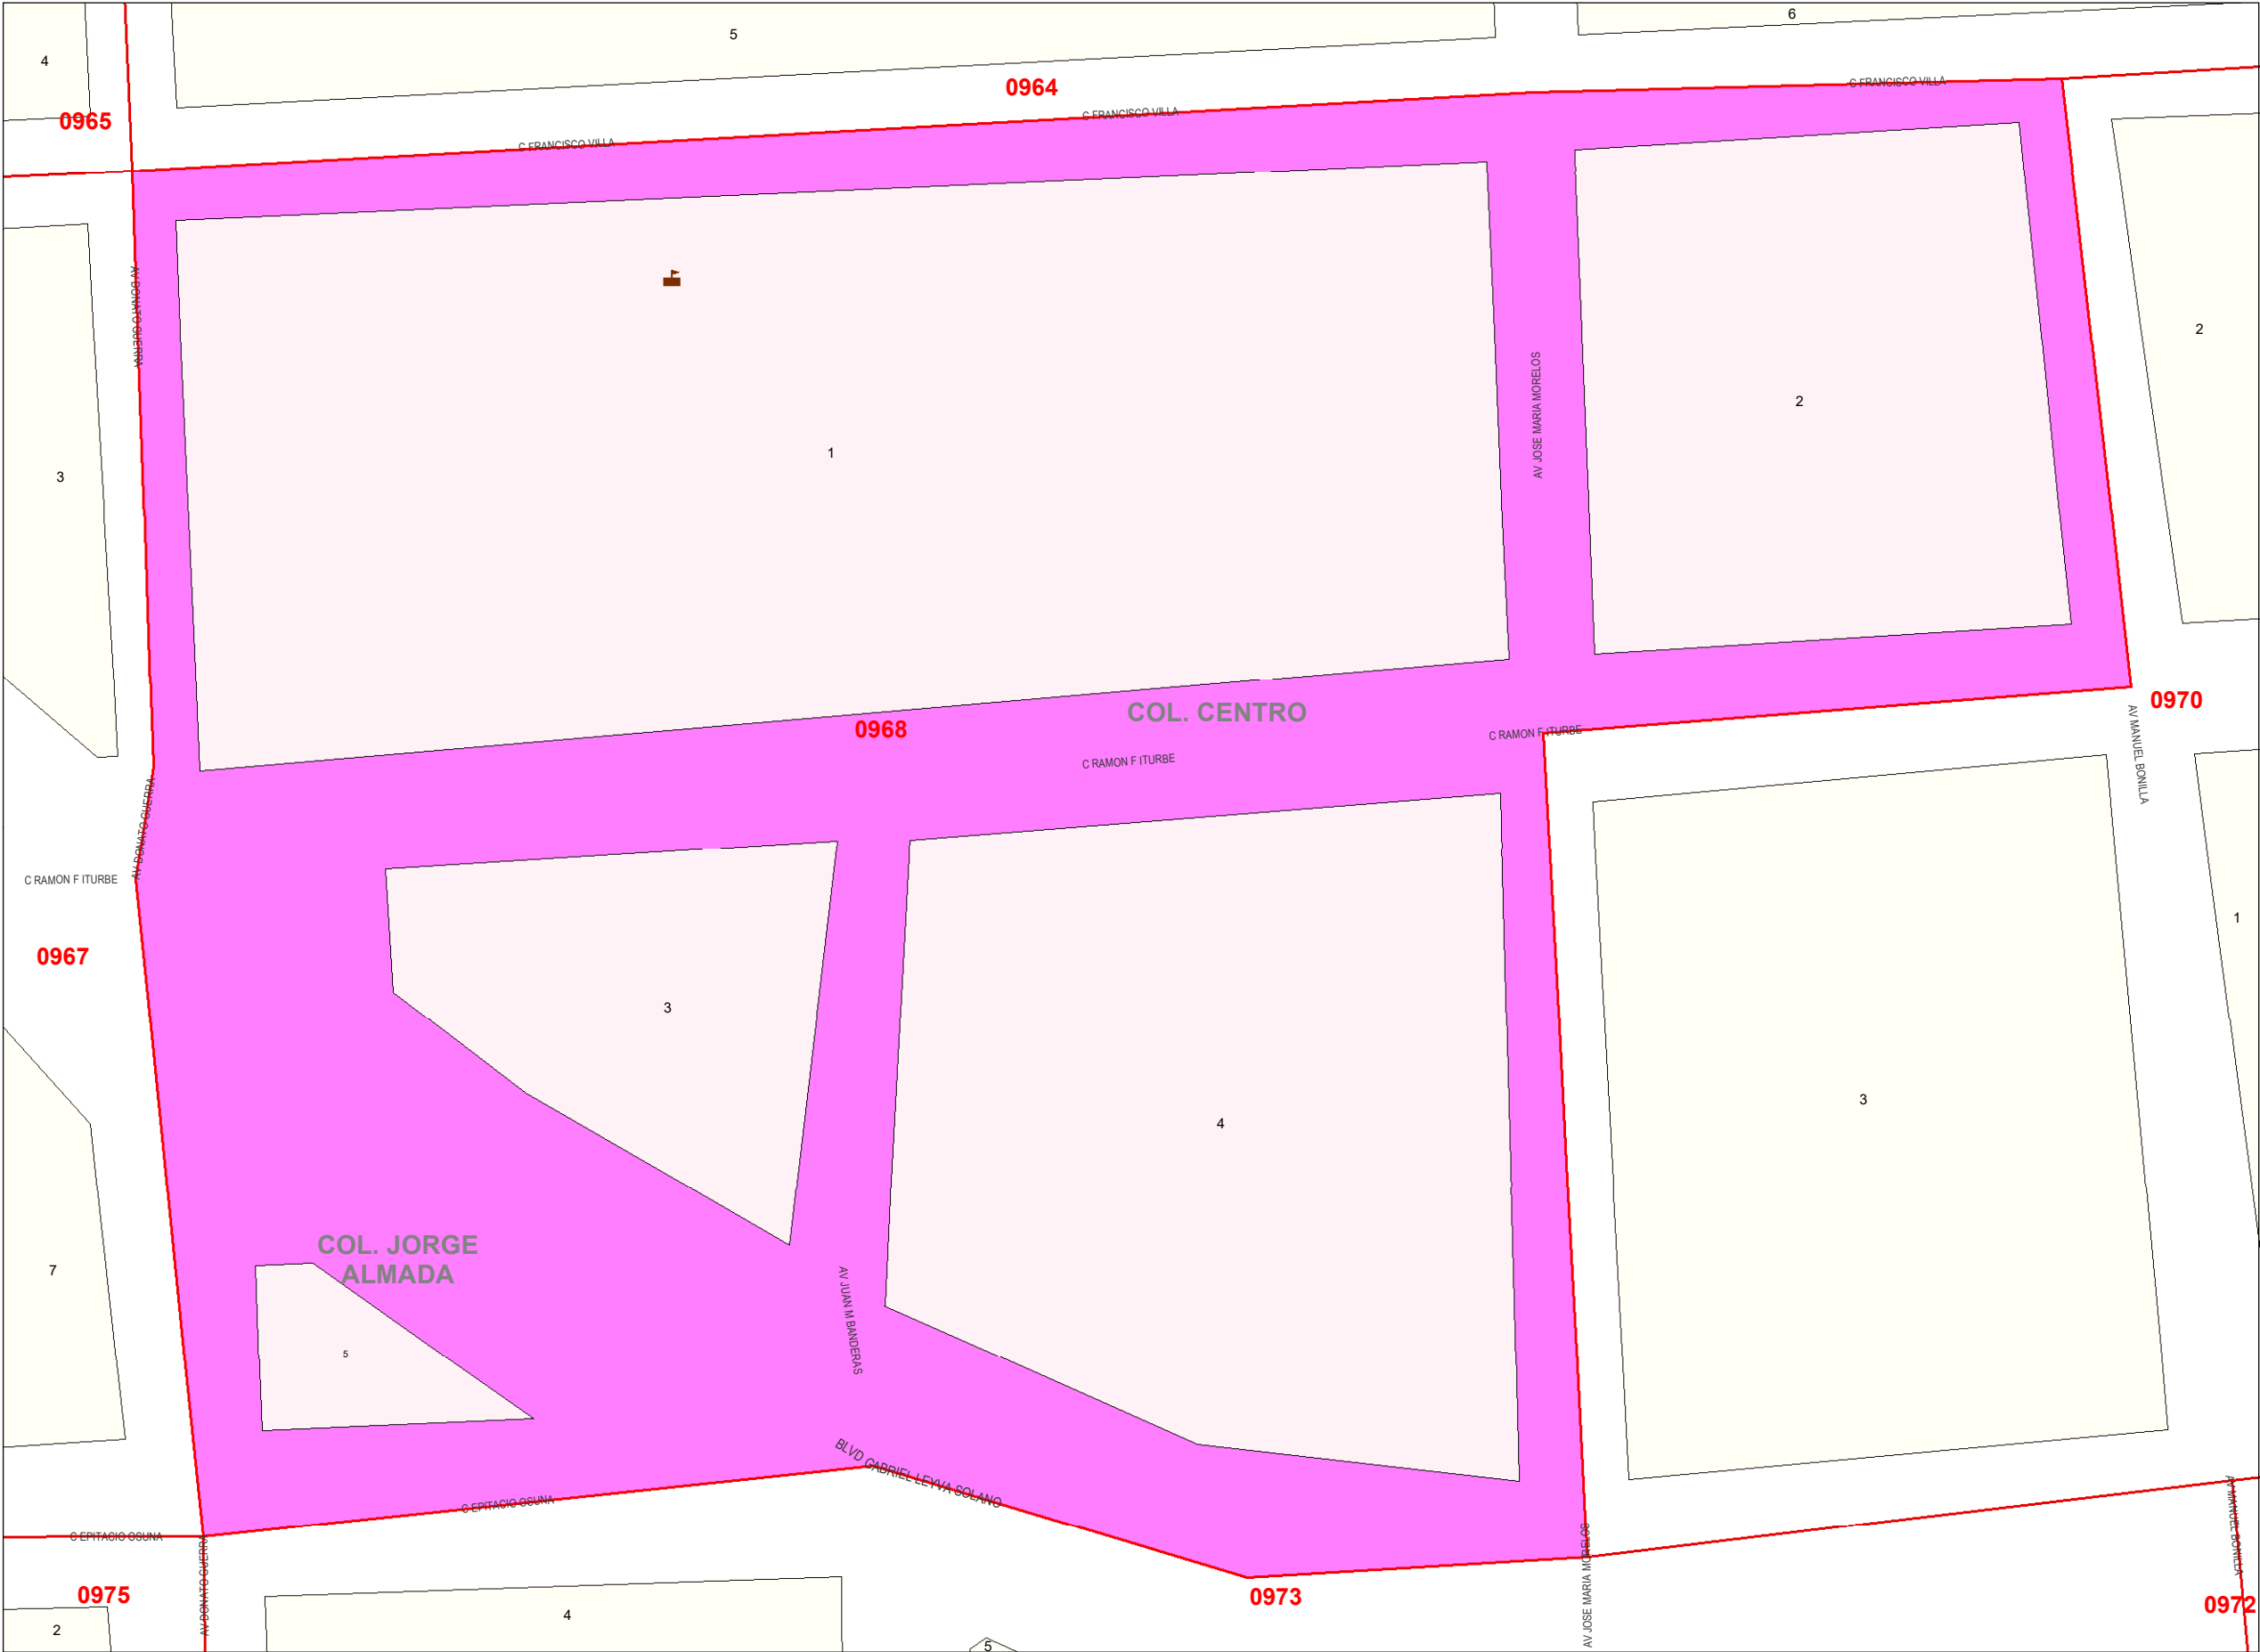 6
5
4
C FRANCISCO VILLA
0964
C FRANCISCO VILLA
0965
C FRANCISCO VILLA
AV DONATO GUERRA
2
AV JOSE MARIA MORELOS
2
1
3
0970
COL. CENTRO
0968
C RAMON F ITURBE
AV MANUEL BONILLA
C RAMON F ITURBE
AV DONATO GUERRA
C RAMON F ITURBE
1
0967
3
3
4
COL. JORGE
ALMADA
7
AV JUAN M BANDERAS
5
BLVD GABRIEL LEYVA SOLANO
C EPITACIO OSUNA
C EPITACIO OSUNA
AV MANUEL BONILLA
AV DONATO GUERRA
AV JOSE MARIA MORELOS
0975
0973
0972
4
2
5